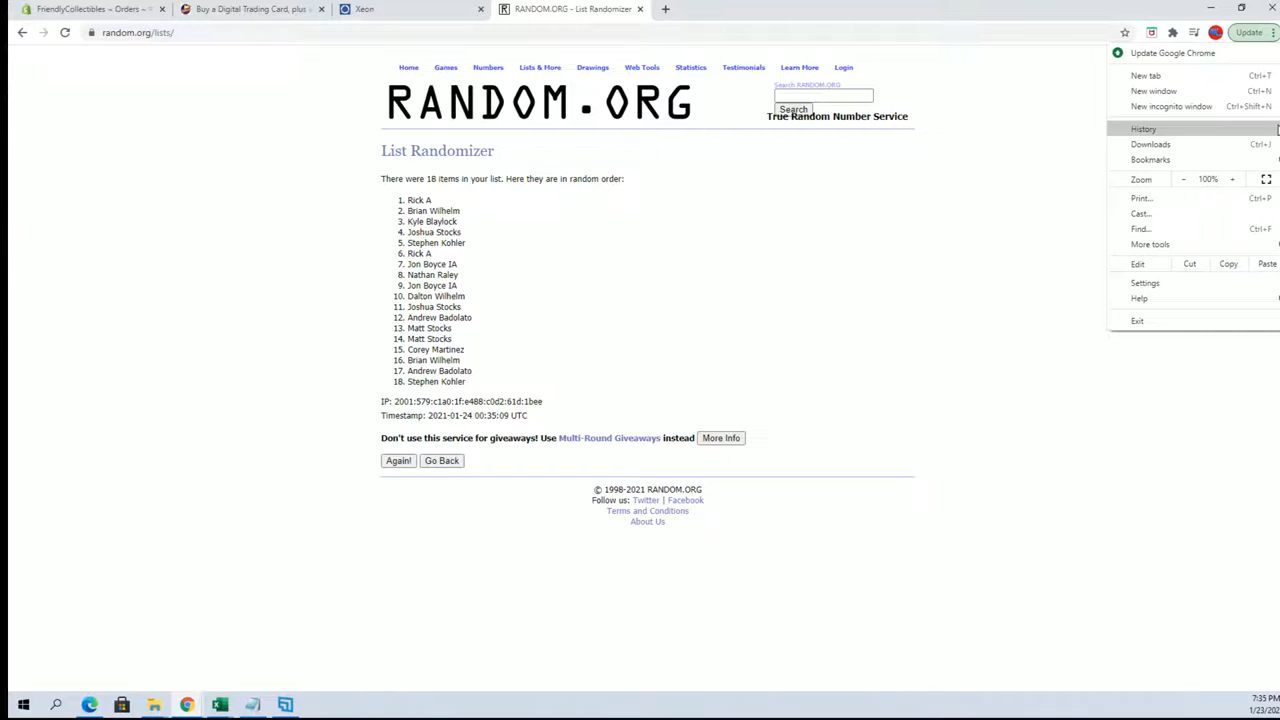 FriendlyCollectibles ~ Orders ~
Buy a Digital Trading Card, plus
Xeon
RANDOM.ORG - List Randomizer
random.org/lists/
Update
Home Games Numbers Lists & More Drawings Web Tools Statistics Testimonials Learn More Login
RANDOM.ORG
Search RANDOM.ORG
Search
True Random Number Service
List Randomizer
There were 18 items in your list. Here they are in random order:
1. Rick A
2. Brian Wilhelm
3. Kyle Blaylock
4. Joshua Stocks
5. Stephen Kohler
6. Rick A
7. Jon Boyce IA
8. Nathan Raley
9. Jon Boyce IA
10. Dalton Wilhelm
11. Joshua Stocks
12. Andrew Badolato
13. Matt Stocks
14. Matt Stocks
15. Corey Martinez
16. Brian Wilhelm
17. Andrew Badolato
18. Stephen Kohler
IP: 2001:579:c1a0:1f:e488:c0d2:61d:1bee
Timestamp: 2021-01-24 00:35:09 UTC
Don't use this service for giveaways! Use Multi-Round Giveaways instead More Info
Again! Go Back
© 1998-2021 RANDOM.ORG
Follow us: Twitter | Facebook
Terms and Conditions
About Us
Update Google Chrome
New tab Ctrl+T
New window Ctrl+N
New incognito window Ctrl+Shift+N
History
Downloads Ctrl+J
Bookmarks
Zoom - 100% +
Print... Ctrl+P
Cast...
Find... Ctrl+F
More tools
Edit Cut Copy Paste
Settings
Help
Exit
7:35 PM
1/23/202